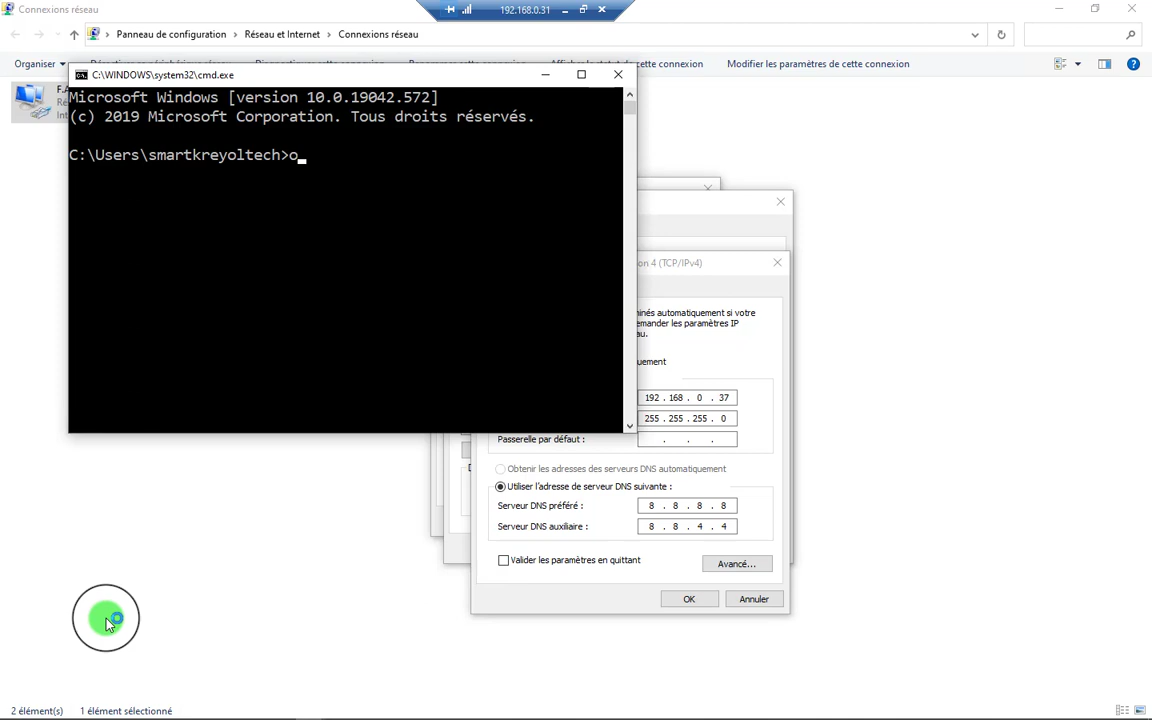 Connexions réseau
192.168.0.31
Panneau de configuration > Réseau et Internet > Connexions réseau
Organiser
cette connexion
Modifier les paramètres de cette connexion
C:\WINDOWS\system32\cmd.exe
Microsoft Windows [version 10.0.19042.572]
(c) 2019 Microsoft Corporation. Tous droits réservés.
C:\Users\smartkreyoltech>o_
on 4 (TCP/IPv4)
inés automatiquement si votre
emander les paramètres IP
au.
uement
192 . 168 . 0 . 37
255 . 255 . 255 . 0
Passerelle par défaut :
Obtenir les adresses des serveurs DNS automatiquement
Utiliser l'adresse de serveur DNS suivante :
Serveur DNS préféré : 8 . 8 . 8 . 8
Serveur DNS auxiliaire : 8 . 8 . 4 . 4
Valider les paramètres en quittant
Avancé...
OK Annuler
2 élément(s) 1 élément sélectionné